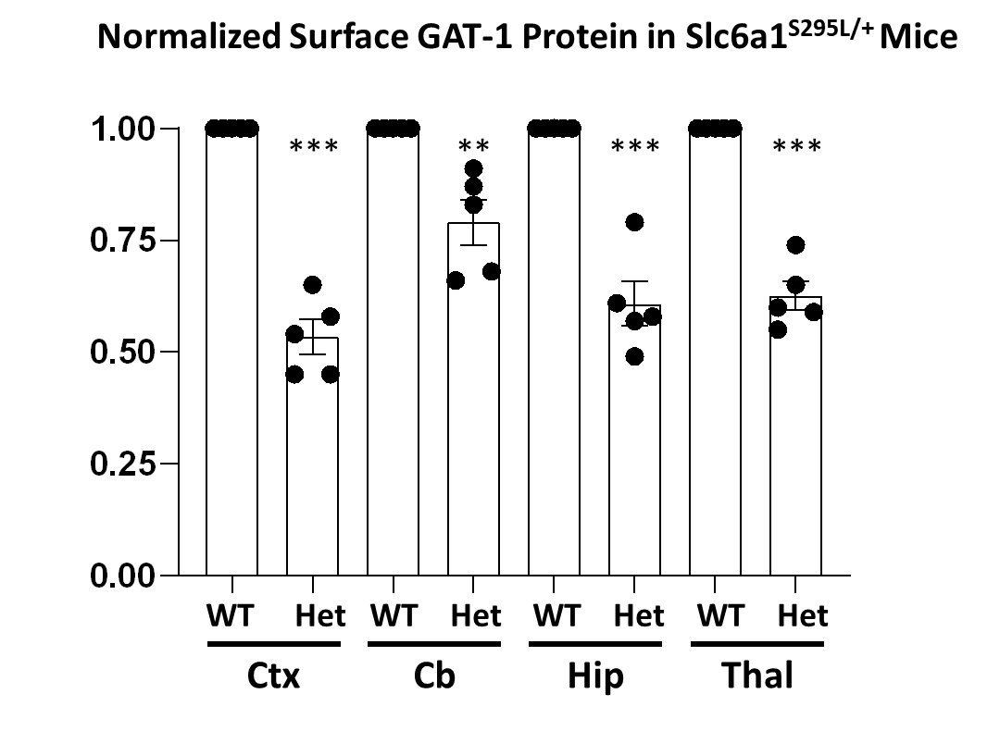 Normalized Surface GAT-1 Protein in Slc6a1S295L/+ Mice
1.00
*** ** *** ***
0.75
0.50
0.25
0.00
WT Het WT Het WT Het WT Het
Ctx Cb Hip Thal